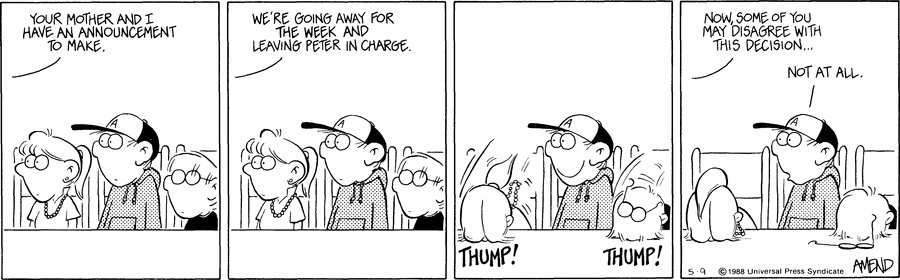 YOUR MOTHER AND I
HAVE AN ANNOUNCEMENT
TO MAKE.
A
WE'RE GOING AWAY FOR
THE WEEK AND
LEAVING PETER IN CHARGE.
A
A
THUMP!
THUMP!
NOW, SOME OF YOU
MAY DISAGREE WITH
THIS DECISION...
NOT AT ALL.
A
5-9
©1988 Universal Press Syndicate
AMEND